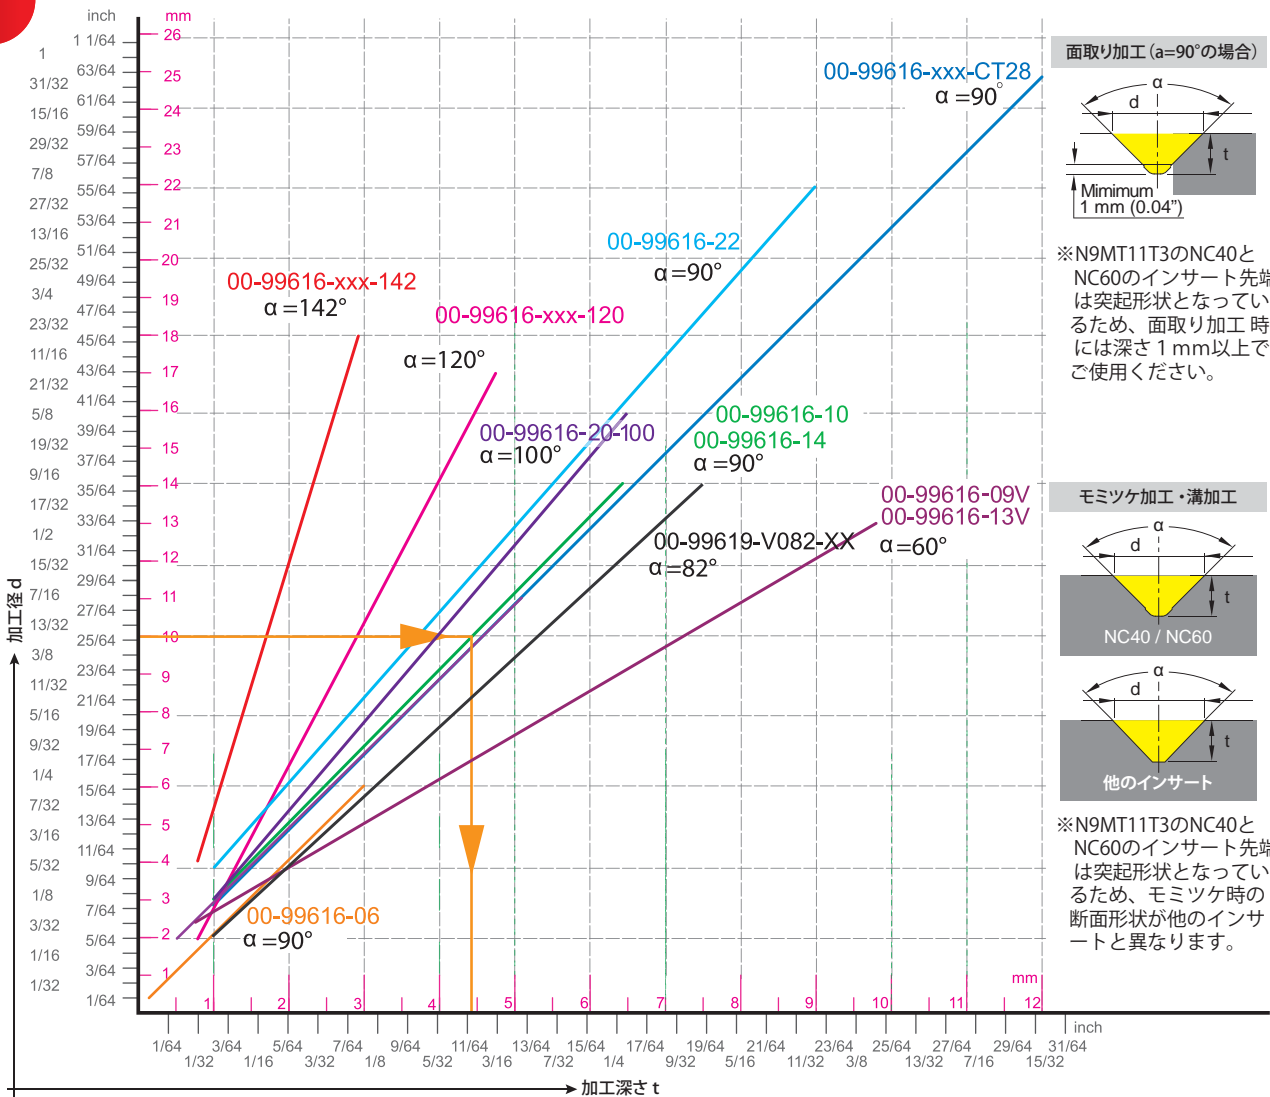 inch
mm
1 1/64
1
63/64
31/32
61/64
15/16
59/64
29/32
57/64
7/8
55/64
27/32
53/64
13/16
51/64
25/32
49/64
3/4
47/64
23/32
45/64
11/16
43/64
21/32
41/64
5/8
39/64
19/32
37/64
9/16
35/64
17/32
33/64
1/2
31/64
15/32
29/64
7/16
27/64
13/32
25/64
3/8
23/64
11/32
21/64
5/16
19/64
9/32
17/64
1/4
15/64
7/32
13/64
3/16
11/64
5/32
9/64
1/8
7/64
3/32
5/64
1/16
3/64
1/32
1/64
26
25
24
23
22
21
20
19
18
17
16
15
14
13
12
11
10
9
8
7
6
5
4
3
2
1
加工径 d
00-99616-xxx-CT28
α=90°
00-99616-22
α=90°
00-99616-xxx-142
α=142°
00-99616-xxx-120
α=120°
00-99616-20-100
α=100°
00-99616-10
00-99616-14
α=90°
00-99616-09V
00-99616-13V
α=60°
00-99619-V082-XX
α=82°
00-99616-06
α=90°
mm
1 2 3 4 5 6 7 8 9 10 11 12
inch
1/64 3/64 5/64 7/64 9/64 11/64 13/64 15/64 17/64 19/64 21/64 23/64 25/64 27/64 29/64 31/64
1/32 1/16 3/32 1/8 5/32 3/16 7/32 1/4 9/32 5/16 11/32 3/8 13/32 7/16 15/32
加工深さ t
面取り加工(a=90°の場合)
α
d
t
Mimimum
1 mm (0.04")
※N9MT11T3のNC40と
NC60のインサート先端
は突起形状となってい
るため、面取り加工 時
には深さ 1 mm以上で
ご使用ください。
モミツケ加工・溝加工
α
d
t
NC40 / NC60
α
d
t
他のインサート
※N9MT11T3のNC40と
NC60のインサート先端
は突起形状となってい
るため、モミツケ時の
断面形状が他のインサ
ートと異なります。